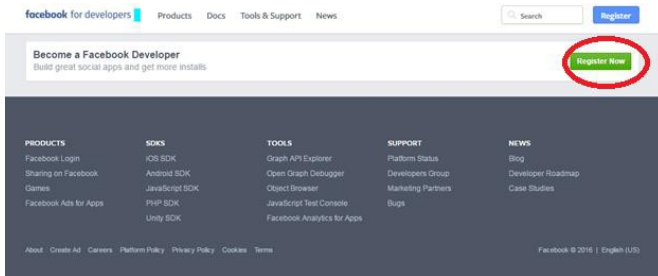 facebook for developers Products Docs Tools & Support News Search Register
Become a Facebook Developer
Build great social apps and get more installs
Register Now
PRODUCTS
Facebook Login
Sharing on Facebook
Games
Facebook Ads for Apps
SDKS
iOS SDK
Android SDK
JavaScript SDK
PHP SDK
Unity SDK
TOOLS
Graph API Explorer
Open Graph Debugger
Object Browser
JavaScript Test Console
Facebook Analytics for Apps
SUPPORT
Platform Status
Developers Group
Marketing Partners
Bugs
NEWS
Blog
Developer Roadmap
Case Studies
About Create Ad Careers Platform Policy Privacy Policy Cookies Terms
Facebook © 2016 | English (US)